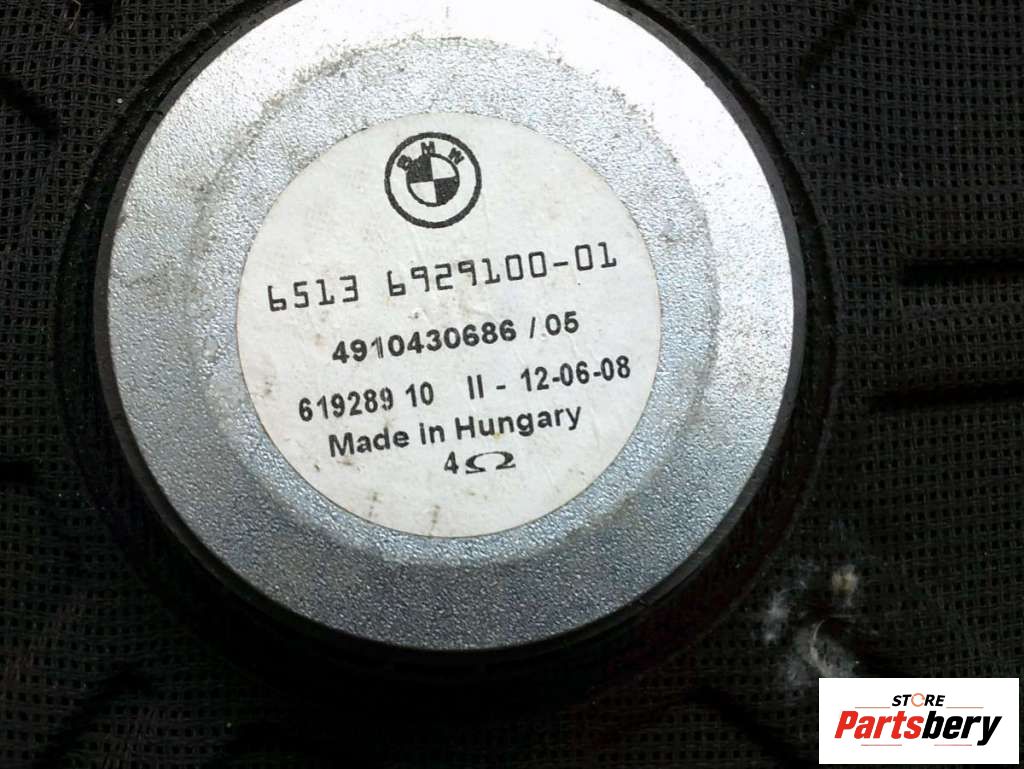 BMW
6513 6929100-01
4910430686 / 05
619289 10 II - 12-06-08
Made in Hungary
4Ω
STORE
Partsbery